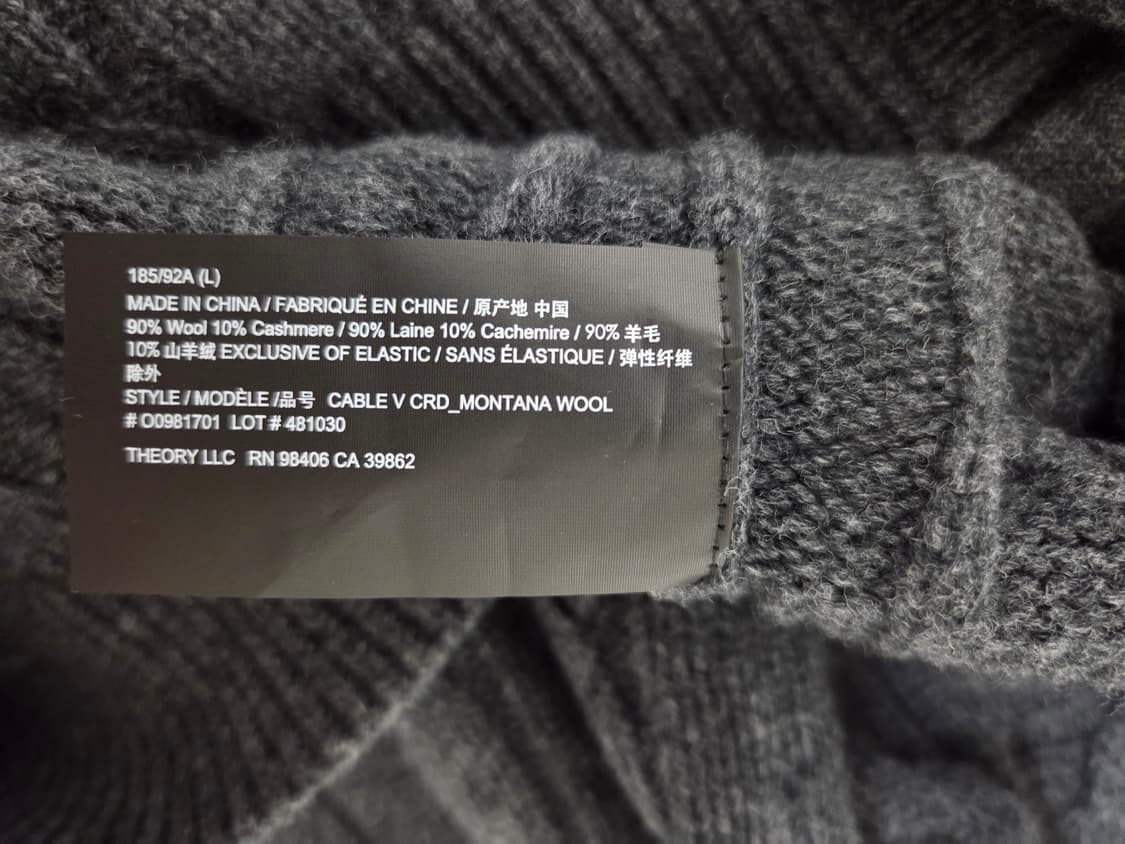 185/92A (L)
MADE IN CHINA / FABRIQUÉ EN CHINE / 原产地 中国
90% Wool 10% Cashmere / 90% Laine 10% Cachemire / 90% 羊毛
10% 山羊绒 EXCLUSIVE OF ELASTIC / SANS ÉLASTIQUE / 弹性纤维
除外
STYLE / MODÈLE /品号 CABLE V CRD_MONTANA WOOL
# O0981701 LOT # 481030
THEORY LLC RN 98406 CA 39862